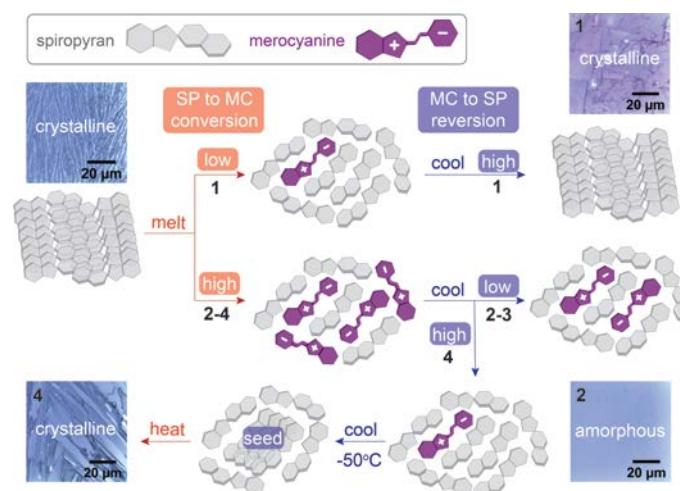 spiropyran
merocyanine
+
−
1
crystalline
20 µm
crystalline
20 µm
SP to MC
conversion
MC to SP
reversion
low
1
+
−
cool
high
1
melt
high
2-4
−
+
−
+
−
+
−
+
cool
low
2-3
−
+
−
+
high
4
4
crystalline
20 µm
heat
seed
cool
-50°C
−
+
2
amorphous
20 µm